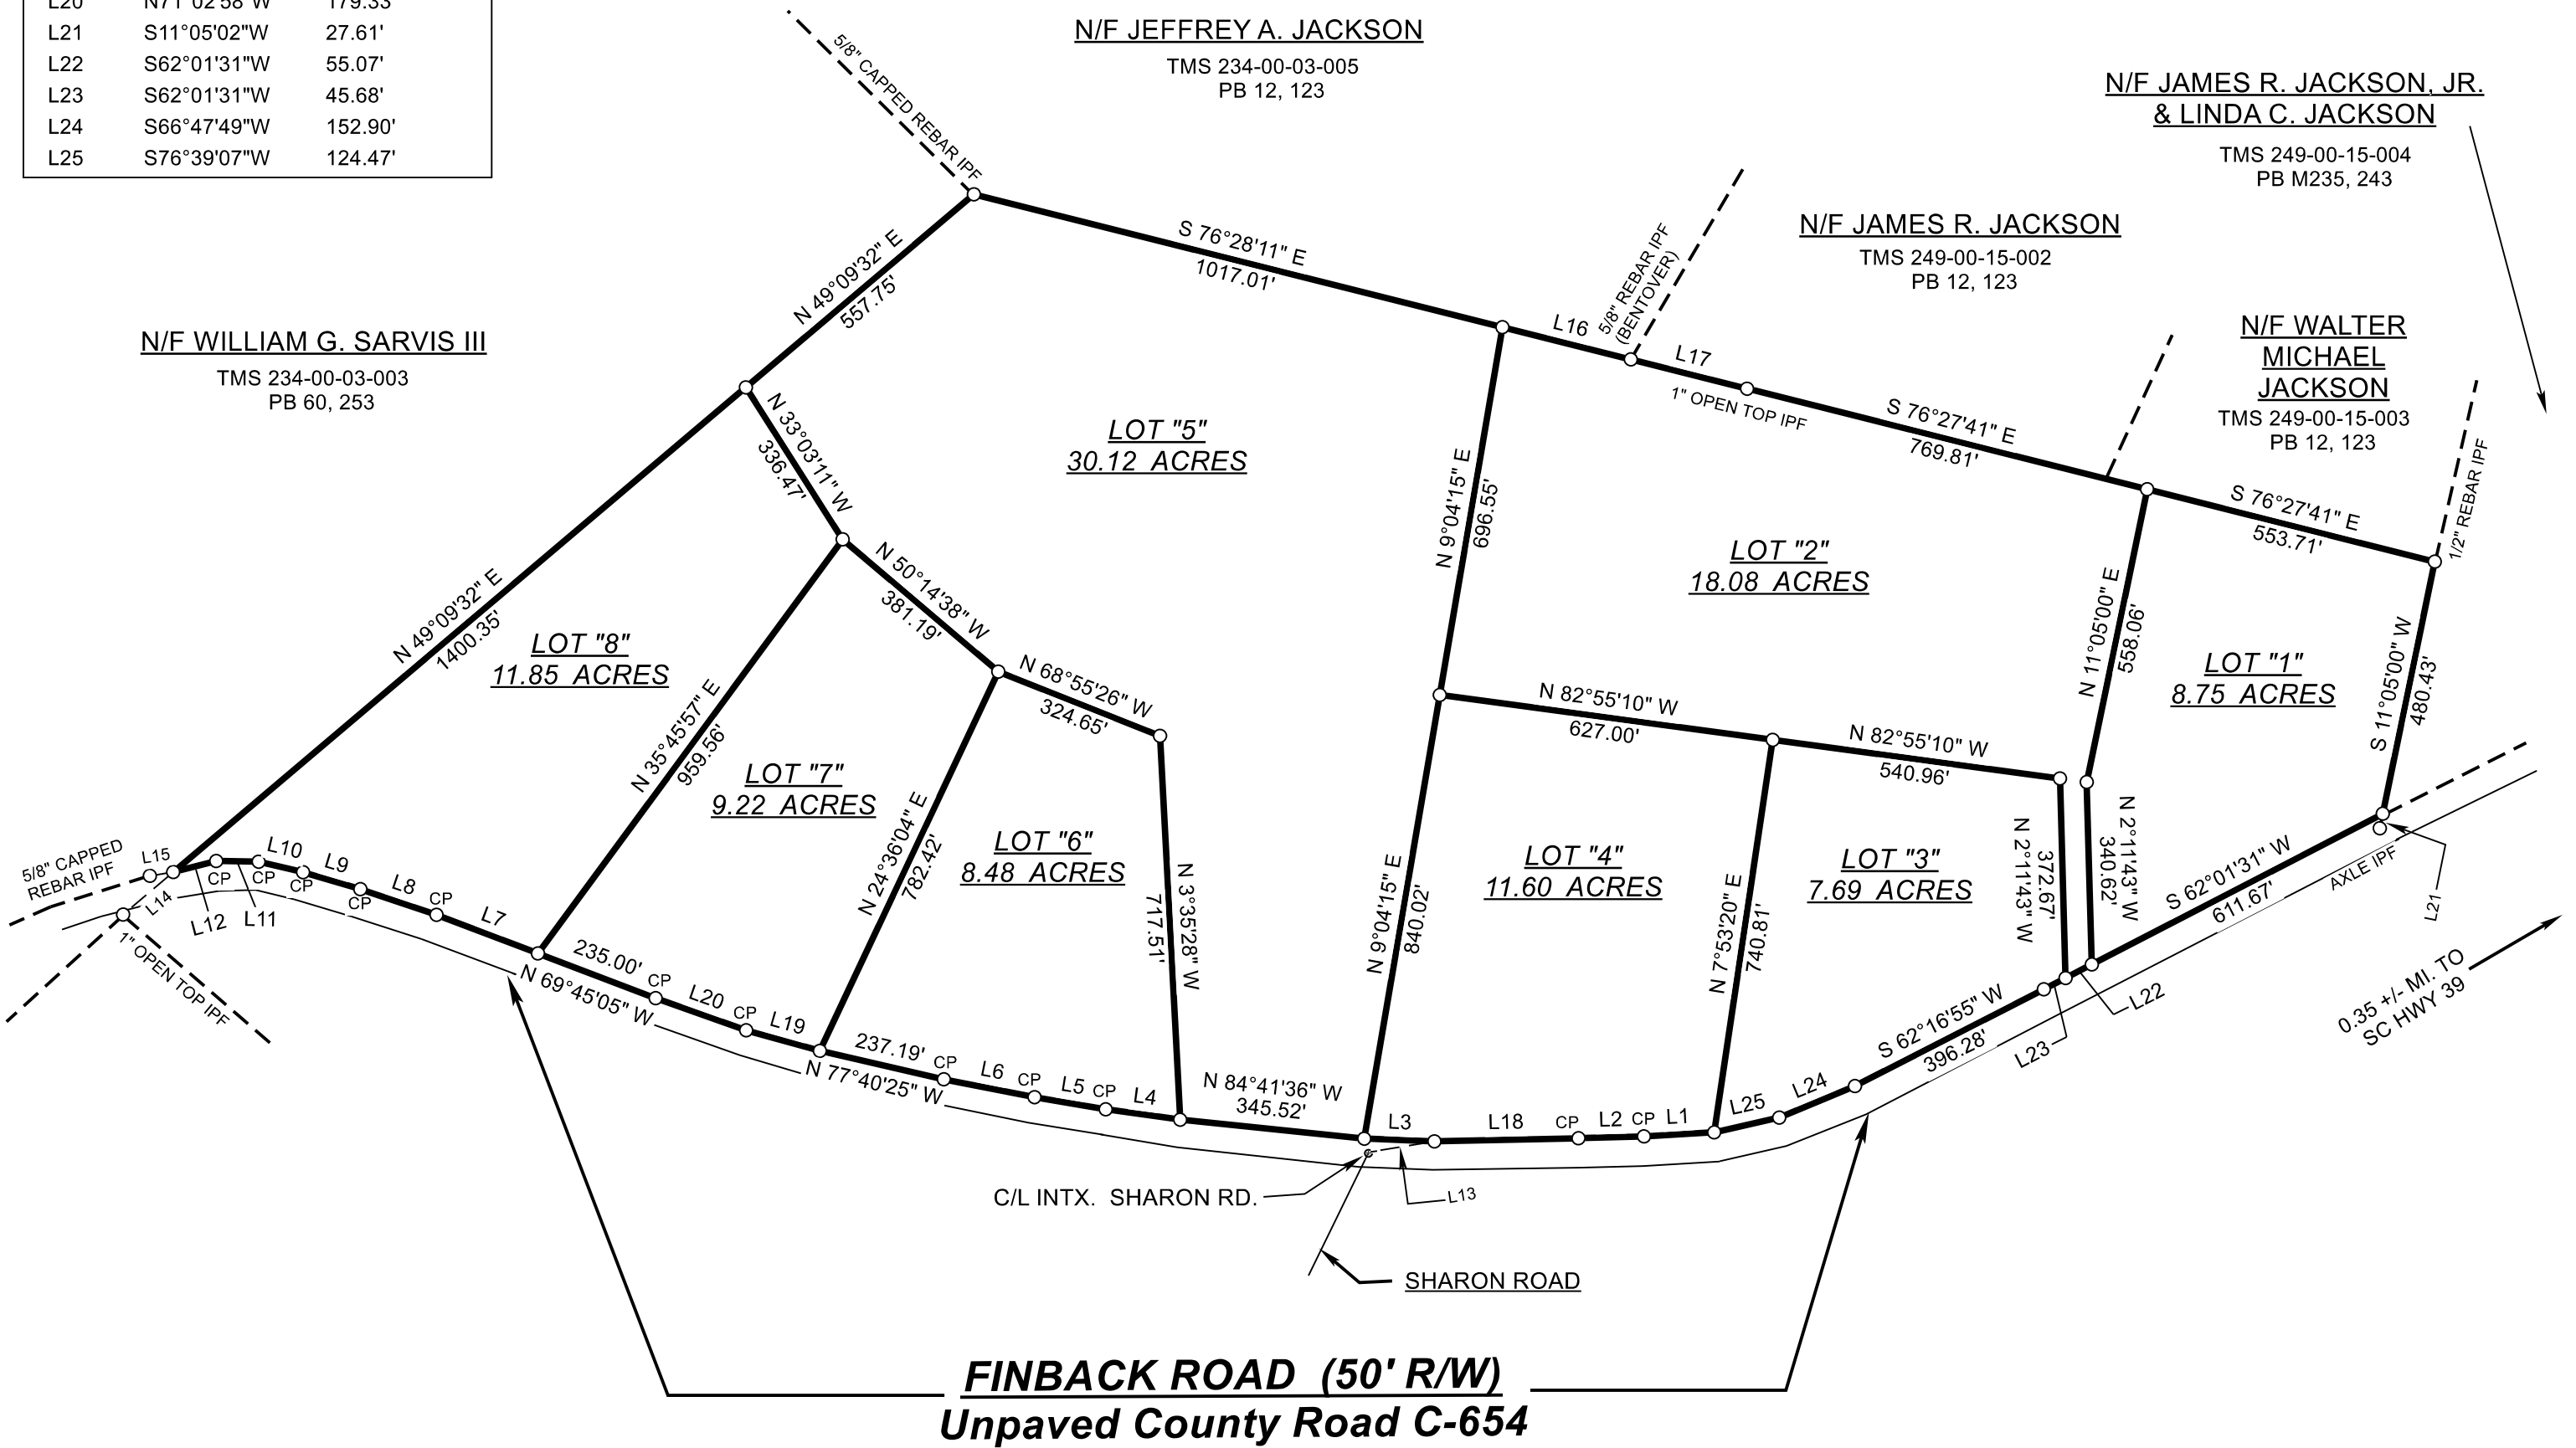 L20 N71°02'58"W 179.33'
L21 S11°05'02"W 27.61'
L22 S62°01'31"W 55.07'
L23 S62°01'31"W 45.68'
L24 S66°47'49"W 152.90'
L25 S76°39'07"W 124.47'
N/F JEFFREY A. JACKSON
TMS 234-00-03-005
PB 12, 123
N/F JAMES R. JACKSON, JR.
& LINDA C. JACKSON
TMS 249-00-15-004
PB M235, 243
N/F JAMES R. JACKSON
TMS 249-00-15-002
PB 12, 123
N/F WALTER
MICHAEL
JACKSON
TMS 249-00-15-003
PB 12, 123
N/F WILLIAM G. SARVIS III
TMS 234-00-03-003
PB 60, 253
5/8" CAPPED REBAR IPF
N 49°09'32" E
557.75'
S 76°28'11" E
1017.01'
L16
5/8" REBAR IPF
(BENTOVER)
L17
1" OPEN TOP IPF
S 76°27'41" E
769.81'
S 76°27'41" E
553.71'
1/2" REBAR IPF
N 33°03'11" W
336.47'
LOT "5"
30.12 ACRES
N 9°04'15" E
696.55'
LOT "2"
18.08 ACRES
N 11°05'00" E
558.06'
LOT "1"
8.75 ACRES
S 11°05'00" W
480.43'
N 49°09'32" E
1400.35'
LOT "8"
11.85 ACRES
N 50°14'38" W
381.19'
N 68°55'26" W
324.65'
N 35°45'57" E
959.56'
LOT "7"
9.22 ACRES
N 24°36'04" E
782.42'
LOT "6"
8.48 ACRES
N 3°35'28" W
717.51'
N 82°55'10" W
627.00'
N 82°55'10" W
540.96'
N 9°04'15" E
840.02'
LOT "4"
11.60 ACRES
N 7°53'20" E
740.81'
LOT "3"
7.69 ACRES
N 2°11'43" W
372.67'
N 2°11'43" W
340.62'
S 62°01'31" W
611.67'
AXLE IPF
L21
0.35 +/- MI. TO
SC HWY 39
5/8" CAPPED
REBAR IPF
L15
L14
CP
L12
L11
CP
L10
CP
L9
CP
L8
CP
L7
1" OPEN TOP IPF
235.00'
N 69°45'05" W
CP
L20
CP
L19
237.19'
N 77°40'25" W
CP
L6
CP
L5
CP
L4
N 84°41'36" W
345.52'
L3
L18
CP
L2
CP
L1
L25
L24
S 62°16'55" W
396.28'
L23
L22
C/L INTX. SHARON RD.
L13
SHARON ROAD
FINBACK ROAD (50' R/W)
Unpaved County Road C-654